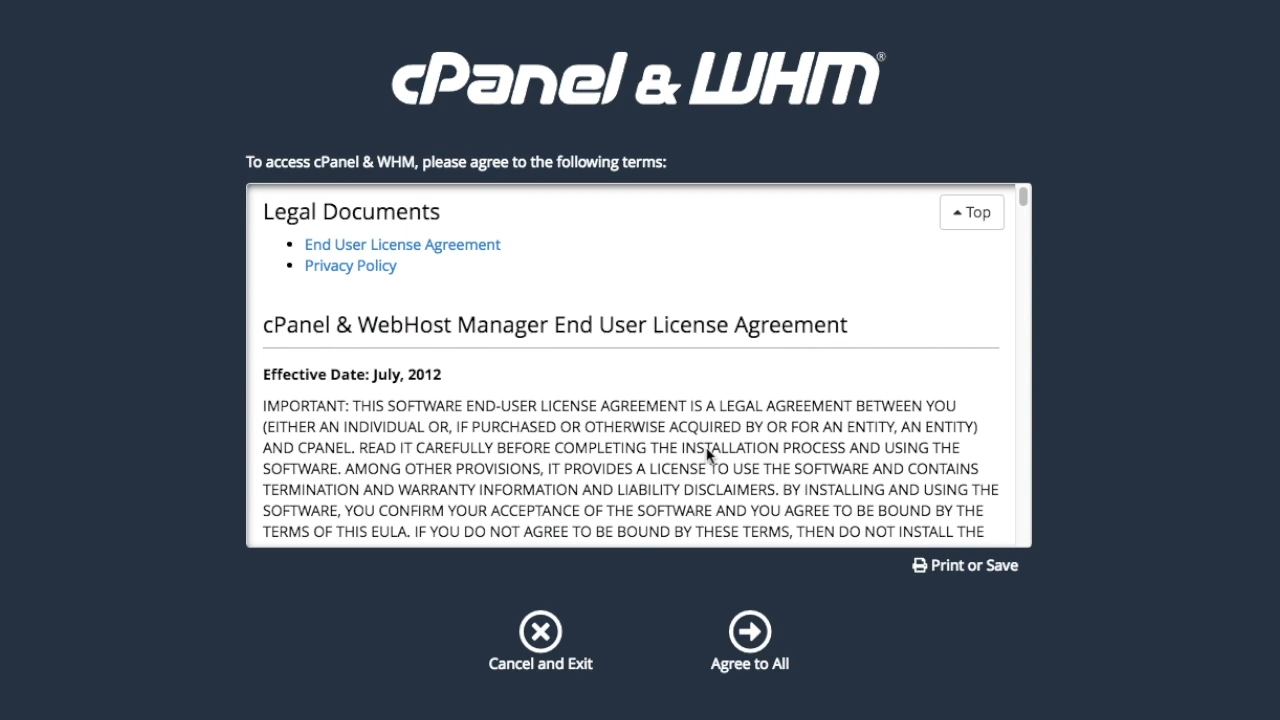 cPanel & WHM®
To access cPanel & WHM, please agree to the following terms:
Legal Documents
Top
• End User License Agreement
• Privacy Policy
cPanel & WebHost Manager End User License Agreement
Effective Date: July, 2012
IMPORTANT: THIS SOFTWARE END-USER LICENSE AGREEMENT IS A LEGAL AGREEMENT BETWEEN YOU
(EITHER AN INDIVIDUAL OR, IF PURCHASED OR OTHERWISE ACQUIRED BY OR FOR AN ENTITY, AN ENTITY)
AND CPANEL. READ IT CAREFULLY BEFORE COMPLETING THE INSTALLATION PROCESS AND USING THE
SOFTWARE. AMONG OTHER PROVISIONS, IT PROVIDES A LICENSE TO USE THE SOFTWARE AND CONTAINS
TERMINATION AND WARRANTY INFORMATION AND LIABILITY DISCLAIMERS. BY INSTALLING AND USING THE
SOFTWARE, YOU CONFIRM YOUR ACCEPTANCE OF THE SOFTWARE AND YOU AGREE TO BE BOUND BY THE
TERMS OF THIS EULA. IF YOU DO NOT AGREE TO BE BOUND BY THESE TERMS, THEN DO NOT INSTALL THE
Print or Save
Cancel and Exit
Agree to All